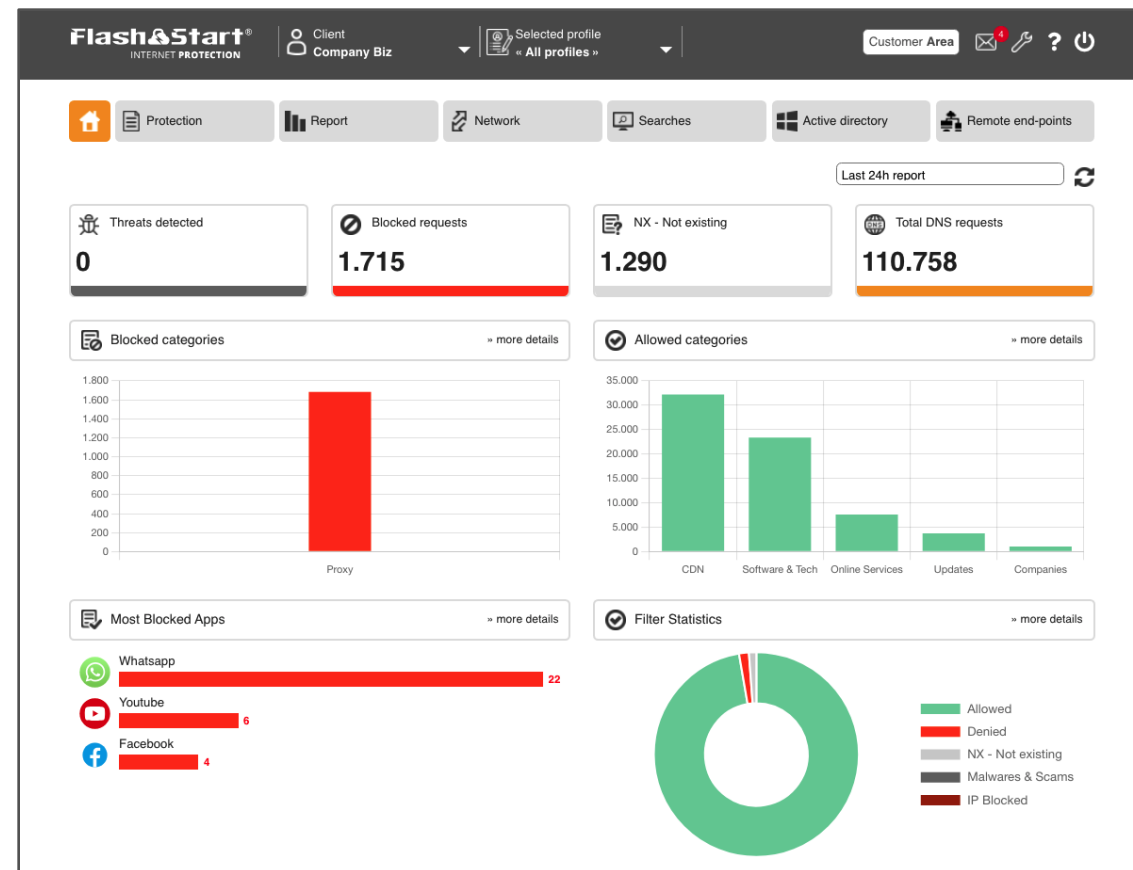 Flash&Start®
INTERNET PROTECTION
Client
Company Biz
Selected profile
« All profiles »
Customer Area
4
?
Protection
Report
Network
Searches
Active directory
Remote end-points
Last 24h report
Threats detected
0
Blocked requests
1.715
NX - Not existing
1.290
DNS
Total DNS requests
110.758
Blocked categories
» more details
1.800
1.600
1.400
1.200
1.000
800
600
400
200
0
Proxy
Allowed categories
» more details
35.000
30.000
25.000
20.000
15.000
10.000
5.000
0
CDN
Software & Tech
Online Services
Updates
Companies
Most Blocked Apps
» more details
Whatsapp
22
Youtube
6
Facebook
4
Filter Statistics
» more details
Allowed
Denied
NX - Not existing
Malwares & Scams
IP Blocked